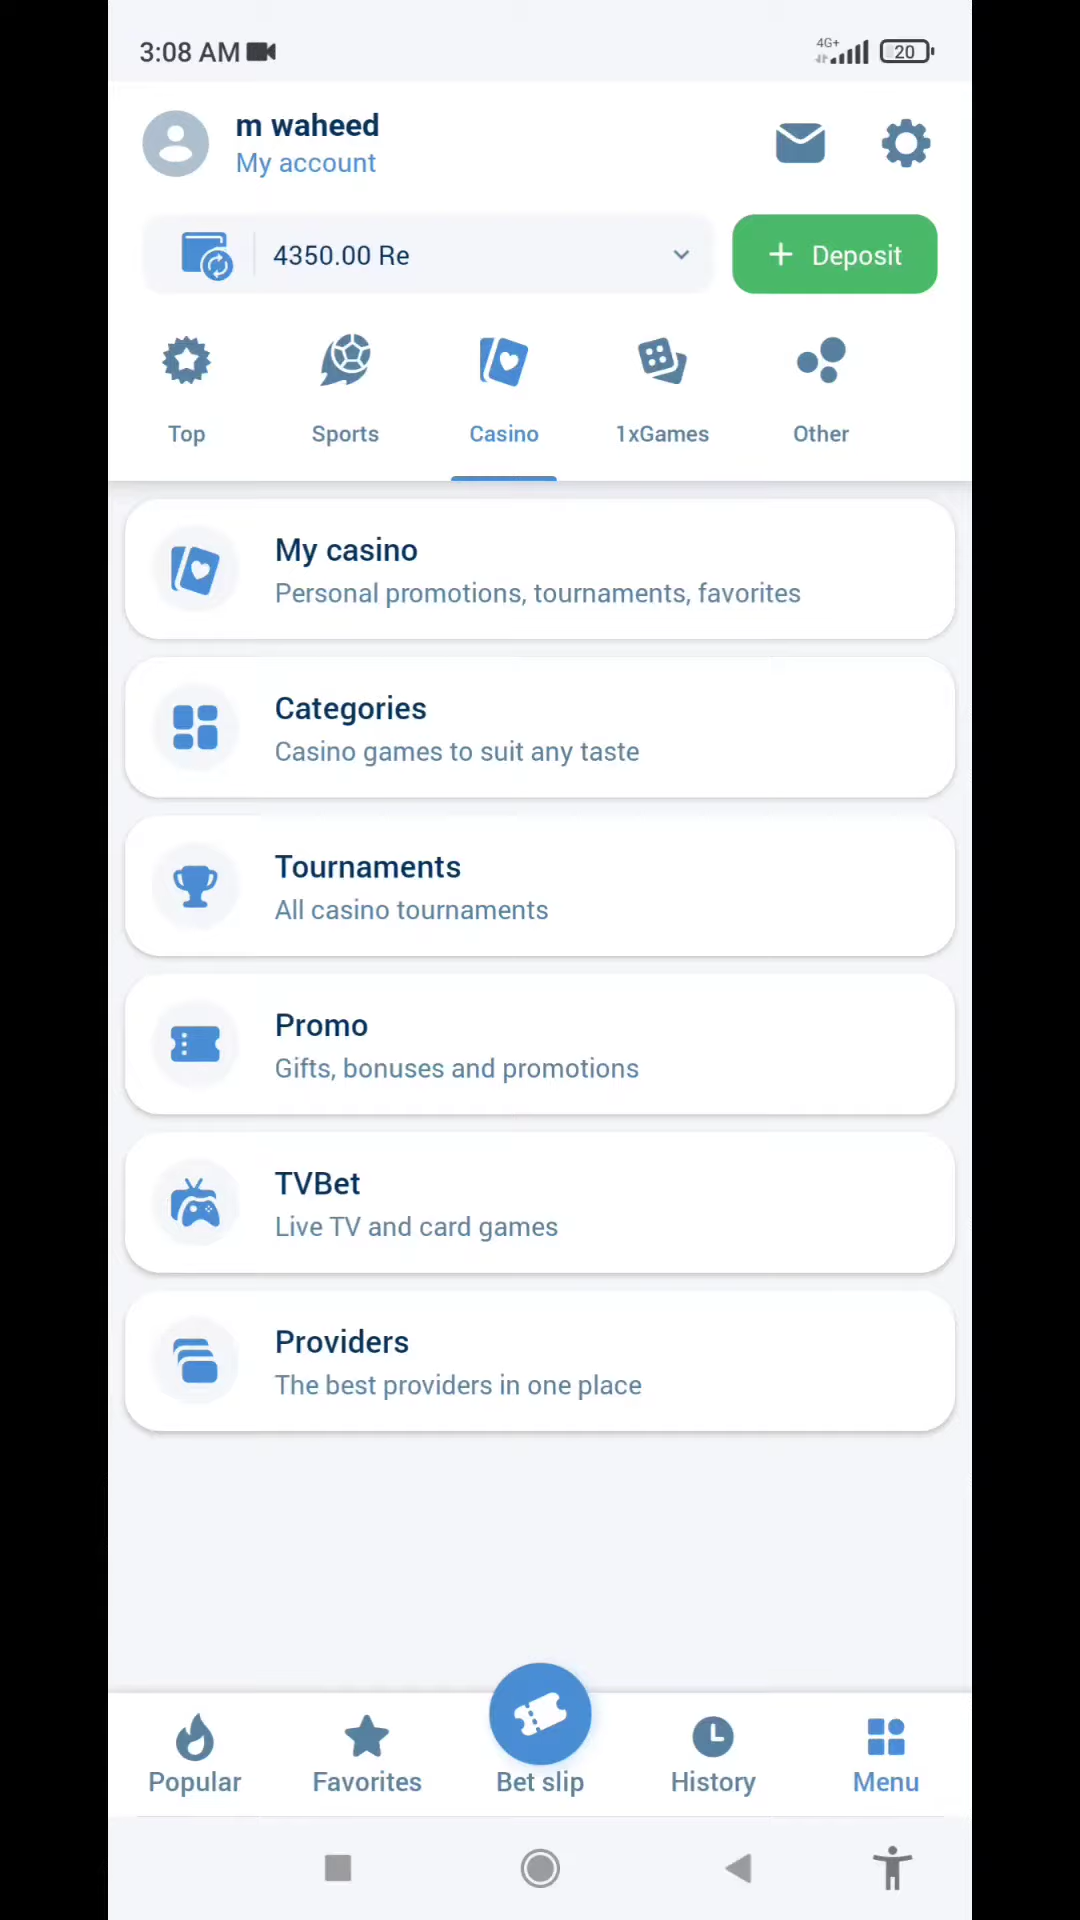 3:08 AM
4G+
20
m waheed
My account
4350.00 Re
+ Deposit
Top
Sports
Casino
1xGames
Other
My casino
Personal promotions, tournaments, favorites
Categories
Casino games to suit any taste
Tournaments
All casino tournaments
Promo
Gifts, bonuses and promotions
TVBet
Live TV and card games
Providers
The best providers in one place
Popular
Favorites
Bet slip
History
Menu